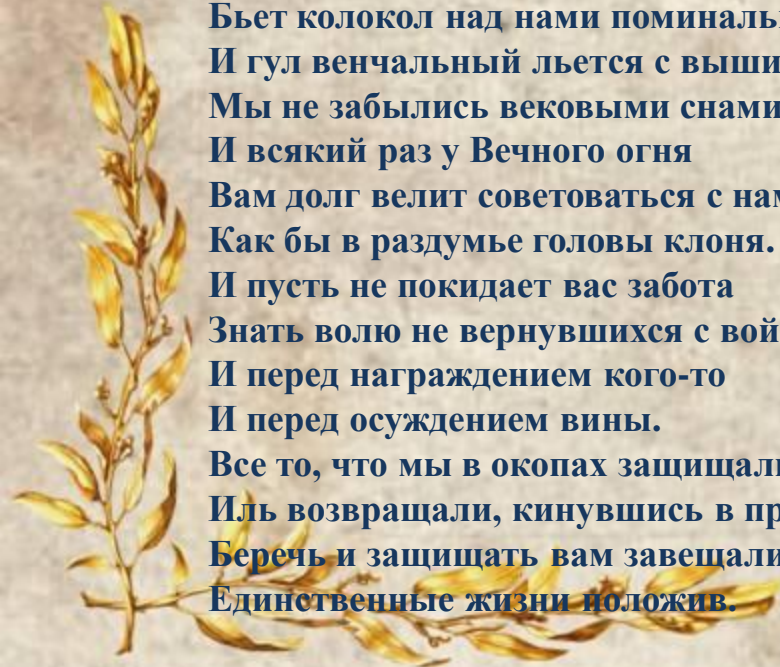 Бьет колокол над нами
И гул венчальный льется с
Мы не забылись вековыми снами
И всякий раз у Вечного огня
Вам долг велит советоваться с
Как бы в раздумье головы клоня.
И пусть не покидает вас забота
Знать волю не вернувшихся с
И перед награждением кого-то
И перед осуждением вины.
Все то, что мы в окопах
Иль возвращали, кинувшись в
Беречь и защищать вам завещали
Единственные жизни положив.